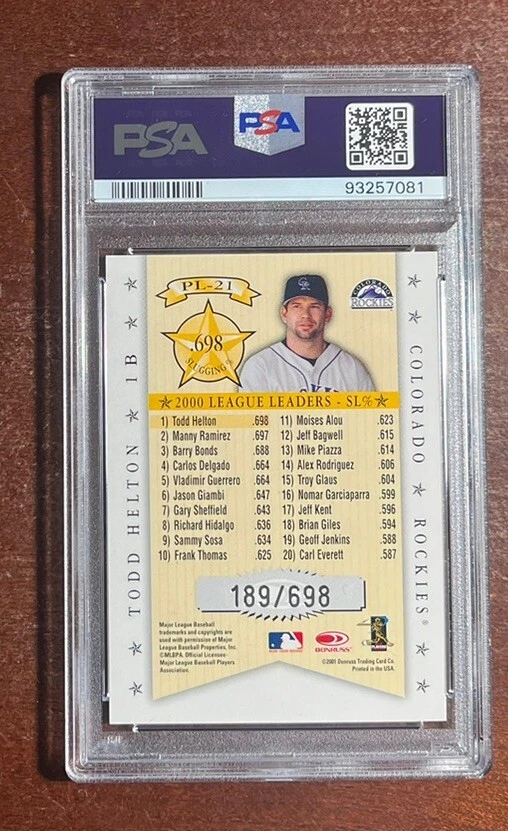 PSA
PSA
93257081
PL-21
.698
SLUGGING %
COLORADO
ROCKIES
2000 LEAGUE LEADERS - SL%
1) Todd Helton .698 11) Moises Alou .623
2) Manny Ramirez .697 12) Jeff Bagwell .615
3) Barry Bonds .688 13) Mike Piazza .614
4) Carlos Delgado .664 14) Alex Rodriguez .606
5) Vladimir Guerrero .664 15) Troy Glaus .604
6) Jason Giambi .647 16) Nomar Garciaparra .599
7) Gary Sheffield .643 17) Jeff Kent .596
8) Richard Hidalgo .636 18) Brian Giles .594
9) Sammy Sosa .634 19) Geoff Jenkins .588
10) Frank Thomas .625 20) Carl Everett .587
189/698
TODD HELTON 1B
COLORADO ROCKIES®
Major League Baseball
trademarks and copyrights are
used with permission of Major
League Baseball Properties, Inc.
©MLBPA. Official Licensee-
Major League Baseball Players
Association.
DONRUSS
©2001 Donruss Trading Card Co.
Printed in the USA.